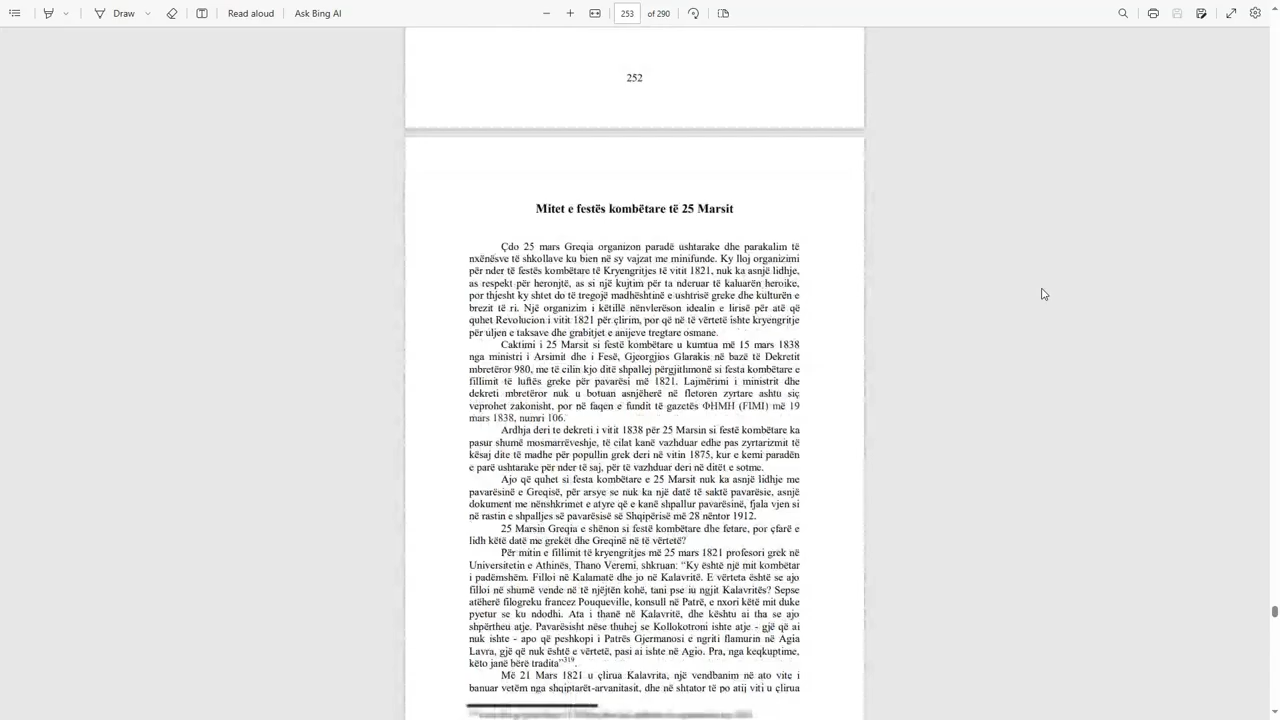 Draw
Read aloud
Ask Bing AI
253
of 290
252
Mitet e festës kombëtare të 25 Marsit
Çdo 25 mars Greqia organizon paradë ushtarake dhe parakalim të
nxënësve të shkollave ku bien në sy vajzat me minifunde. Ky lloj organizimi
për nder të festës kombëtare të Kryengritjes të vitit 1821, nuk ka asnjë lidhje,
as respekt për heronjtë, as si një kujtim për ta nderuar të kaluarën heroike,
por thjesht ky shtet do të tregojë madhështinë e ushtrisë greke dhe kulturën e
brezit të ri. Një organizim i këtillë nënvlerëson idealin e lirisë për atë që
quhet Revolucion i vitit 1821 për çlirim, por që në të vërtetë ishte kryengritje
për uljen e taksave dhe grabitjet e anijeve tregtare osmane.
Caktimi i 25 Marsit si festë kombëtare u kumtua më 15 mars 1838
nga ministri i Arsimit dhe i Fesë, Gjeorgjios Glarakis në bazë të Dekretit
mbretëror 980, me të cilin kjo ditë shpallej përgjithmonë si festa kombëtare e
fillimit të luftës greke për pavarësi më 1821. Lajmërimi i ministrit dhe
dekreti mbretëror nuk u botuan asnjëherë në fletoren zyrtare ashtu siç
veprohet zakonisht, por në faqen e fundit të gazetës ΦΗΜΗ (FIMI) më 19
mars 1838, numri 106.
Ardhja deri te dekreti i vitit 1838 për 25 Marsin si festë kombëtare ka
pasur shumë mosmarrëveshje, të cilat kanë vazhduar edhe pas zyrtarizmit të
kësaj dite të madhe për popullin grek deri në vitin 1875, kur e kemi paradën
e parë ushtarake për nder të saj, për të vazhduar deri në ditët e sotme.
Ajo që quhet si festa kombëtare e 25 Marsit nuk ka asnjë lidhje me
pavarësinë e Greqisë, për arsye se nuk ka një datë të saktë pavarësie, asnjë
dokument me nënshkrimet e atyre që e kanë shpallur pavarësinë, fjala vjen si
në rastin e shpalljes së pavarësisë së Shqipërisë më 28 nëntor 1912.
25 Marsin Greqia e shënon si festë kombëtare dhe fetare, por çfarë e
lidh këtë datë me grekët dhe Greqinë në të vërtetë?
Për mitin e fillimit të kryengritjes më 25 mars 1821 profesori grek në
Universitetin e Athinës, Thano Veremi, shkruan: “Ky është një mit kombëtar
i padëmshëm. Filloi në Kalamatë dhe jo në Kalavritë. E vërteta është se ajo
filloi në shumë vende në të njëjtën kohë, tani pse iu ngjit Kalavritës? Sepse
atëherë filogreku francez Pouqueville, konsull në Patrë, e nxori këtë mit duke
pyetur se ku ndodhi. Ata i thanë në Kalavritë, dhe kështu ai tha se ajo
shpërtheu atje. Pavarësisht nëse thuhej se Kollokotroni ishte atje - gjë që ai
nuk ishte - apo që peshkopi i Patrës Gjermanosi e ngriti flamurin në Agia
Lavra, gjë që nuk është e vërtetë, pasi ai ishte në Agio. Pra, nga keqkuptime,
këto janë bërë tradita”319.
Më 21 Mars 1821 u çlirua Kalavrita, një vendbanim në ato vite i
banuar vetëm nga shqiptarët-arvanitasit, dhe në shtator të po atij viti u çlirua